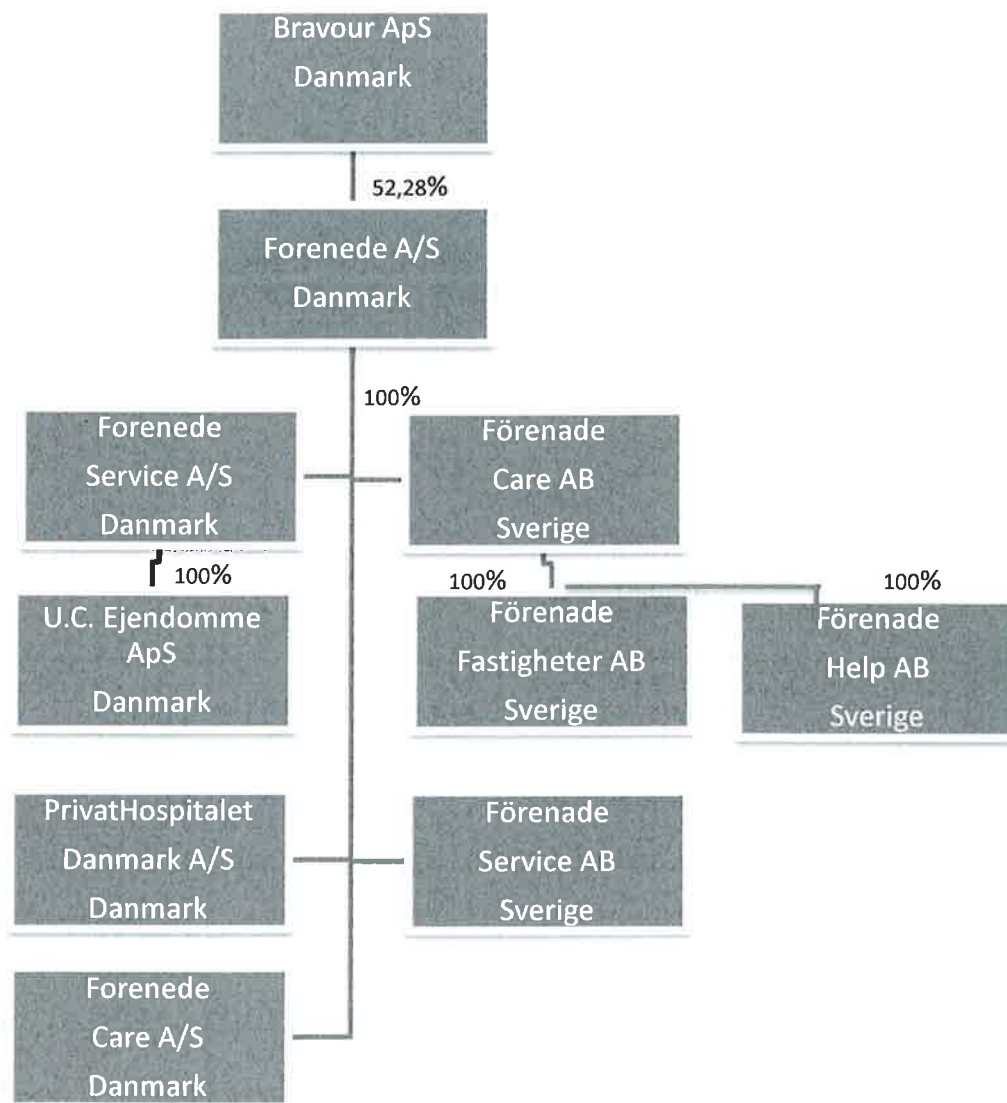 Bravour ApS
Danmark
52,28%
Forenede A/S
Danmark
100%
Forenede
Service A/S
Danmark
Förenade
Care AB
Sverige
100%
100%
100%
U.C. Ejendomme
ApS
Danmark
Förenade
Fastigheter AB
Sverige
Förenade
Help AB
Sverige
PrivatHospitalet
Danmark A/S
Danmark
Förenade
Service AB
Sverige
Forenede
Care A/S
Danmark